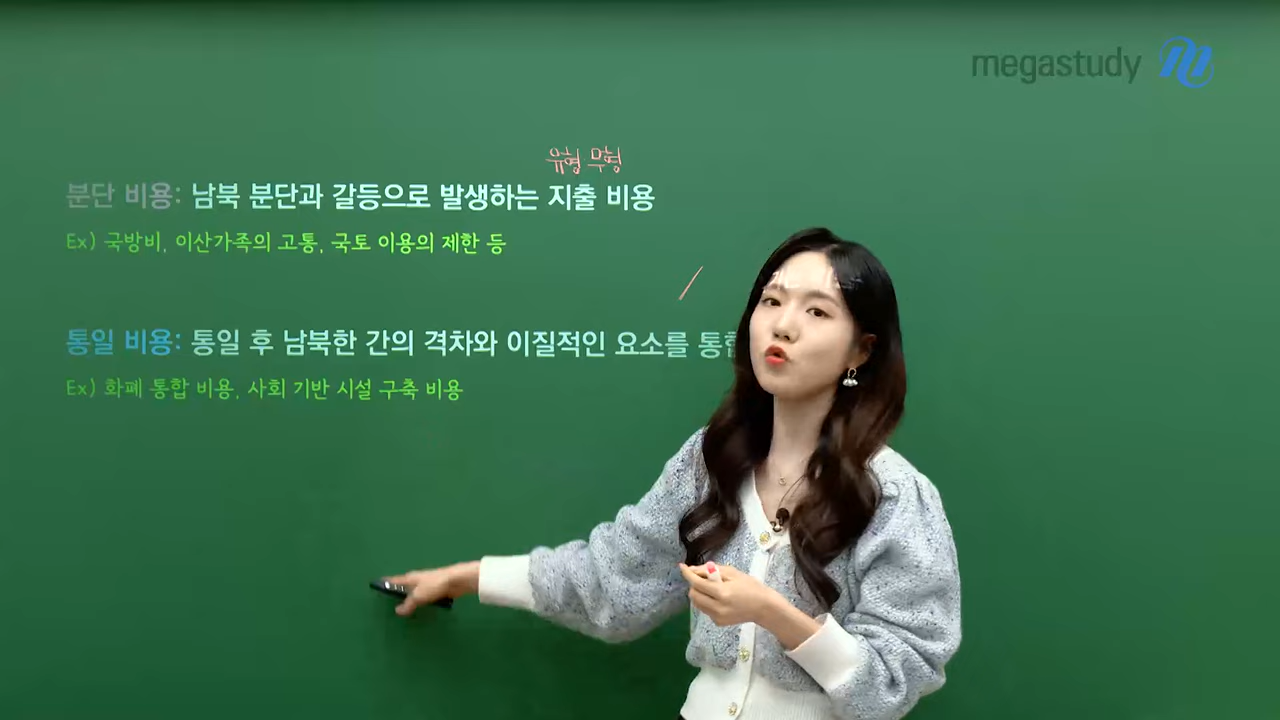 megastudy
유형 무형
분단 비용: 남북 분단과 갈등으로 발생하는 지출 비용
Ex) 국방비, 이산가족의 고통, 국토 이용의 제한 등
통일 비용: 통일 후 남북한 간의 격차와 이질적인 요소를
Ex) 화폐 통합 비용, 사회 기반 시설 구축 비용